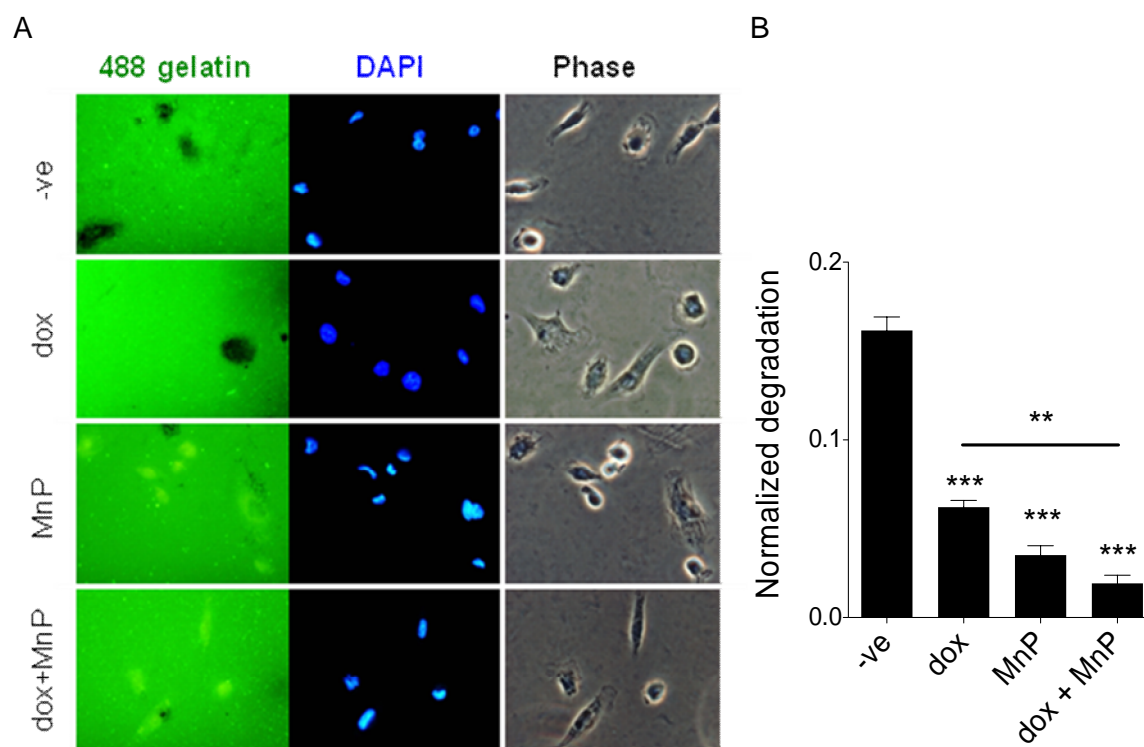 A
488 gelatin DAPI Phase
-ve
dox
MnP
dox+MnP
B
Normalized degradation
0.2
0.1
0.0
**
***
***
***
-ve
dox
MnP
dox + MnP